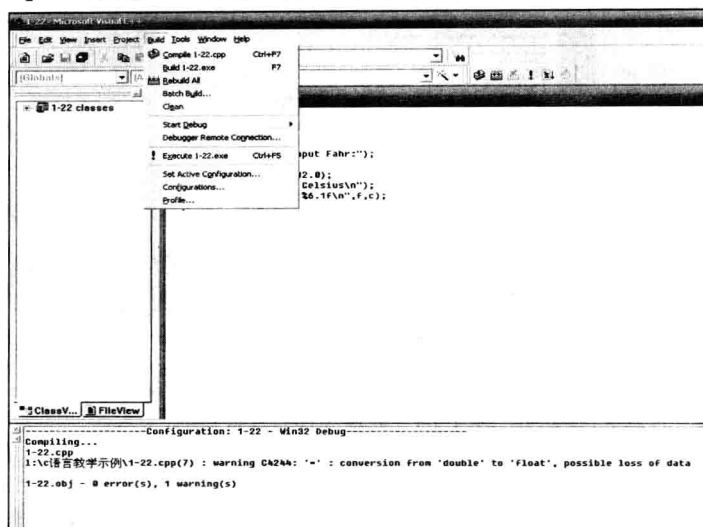 1-22 - Microsoft Visual C++
File Edit View Insert Project Build Tools Window Help
Compile 1-22.cpp Ctrl+F7
Build 1-22.exe F7
Rebuild All
Batch Build...
Clean
Start Debug
Debugger Remote Connection...
Execute 1-22.exe Ctrl+F5
Set Active Configuration...
Configurations...
Profile...
(Globals)
1-22 classes
put Fahr:");
2.0);
Celsius\n");
%6.1f\n",f,c);
ClassV... FileView
--------------------Configuration: 1-22 - Win32 Debug--------------------
Compiling...
1-22.cpp
l:\c语言教学示例\1-22.cpp(7) : warning C4244: '=' : conversion from 'double' to 'float', possible loss of data
1-22.obj - 0 error(s), 1 warning(s)